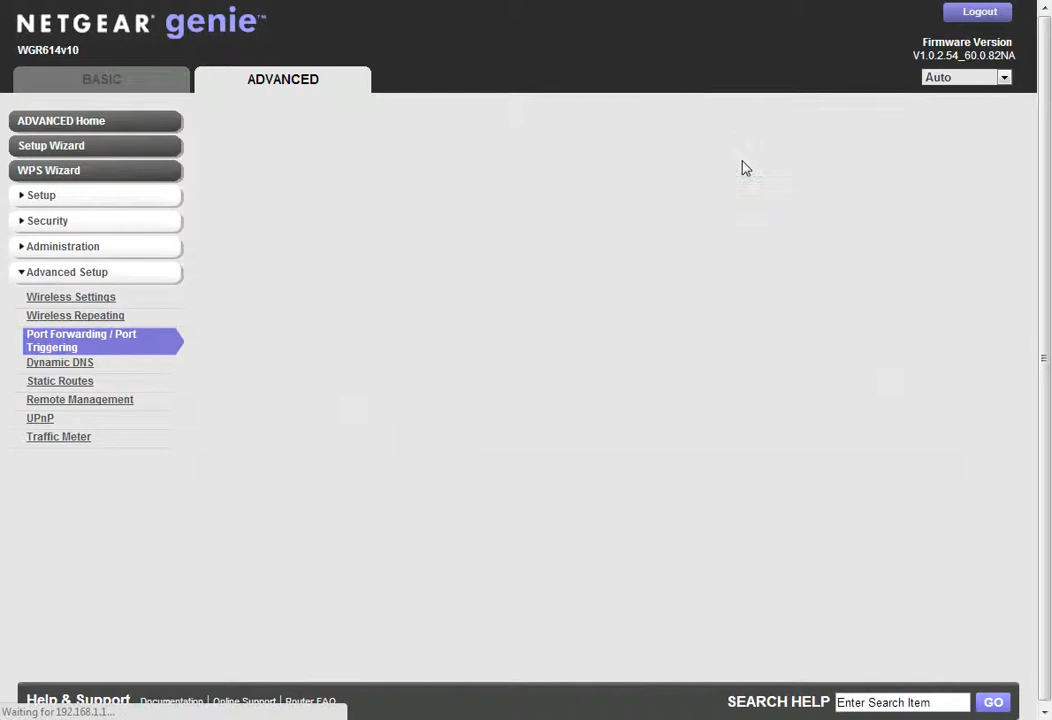 NETGEAR® genie™
Logout
WGR614v10
Firmware Version
V1.0.2.54_60.0.82NA
BASIC
ADVANCED
Auto
ADVANCED Home
Setup Wizard
WPS Wizard
Setup
Security
Administration
Advanced Setup
Wireless Settings
Wireless Repeating
Port Forwarding / Port
Triggering
Dynamic DNS
Static Routes
Remote Management
UPnP
Traffic Meter
Help & Support Documentation | Online Support | Router FAQ
SEARCH HELP Enter Search Item GO
Waiting for 192.168.1.1...